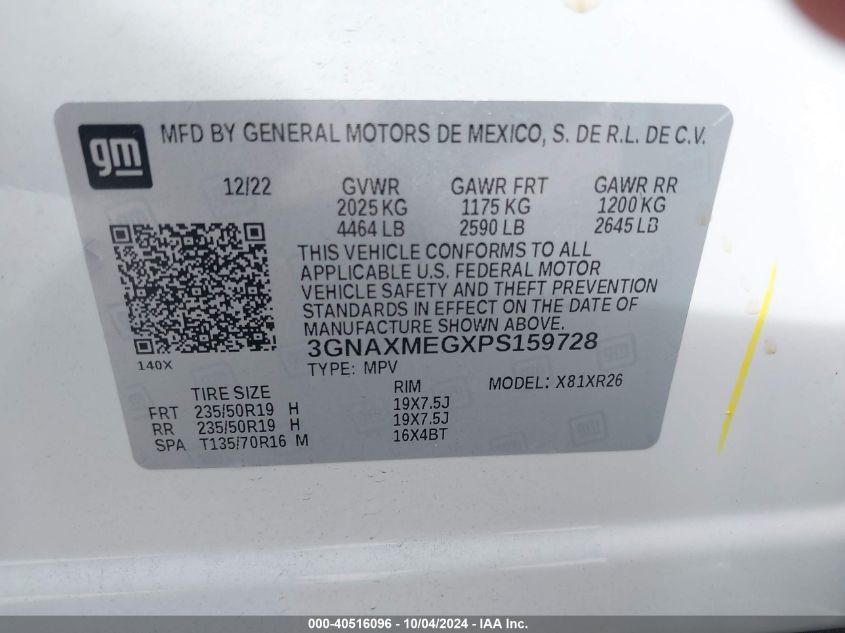 gm
MFD BY GENERAL MOTORS DE MEXICO, S. DE R.L. DE C.V.
12/22 GVWR GAWR FRT GAWR RR
2025 KG 1175 KG 1200 KG
4464 LB 2590 LB 2645 LB
THIS VEHICLE CONFORMS TO ALL
APPLICABLE U.S. FEDERAL MOTOR
VEHICLE SAFETY AND THEFT PREVENTION
STANDARDS IN EFFECT ON THE DATE OF
MANUFACTURE SHOWN ABOVE.
140X
3GNAXMEGXPS159728
TYPE: MPV
MODEL: X81XR26
TIRE SIZE RIM
FRT 235/50R19 H 19X7.5J
RR 235/50R19 H 19X7.5J
SPA T135/70R16 M 16X4BT
000-40516096 - 10/04/2024 - IAA Inc.